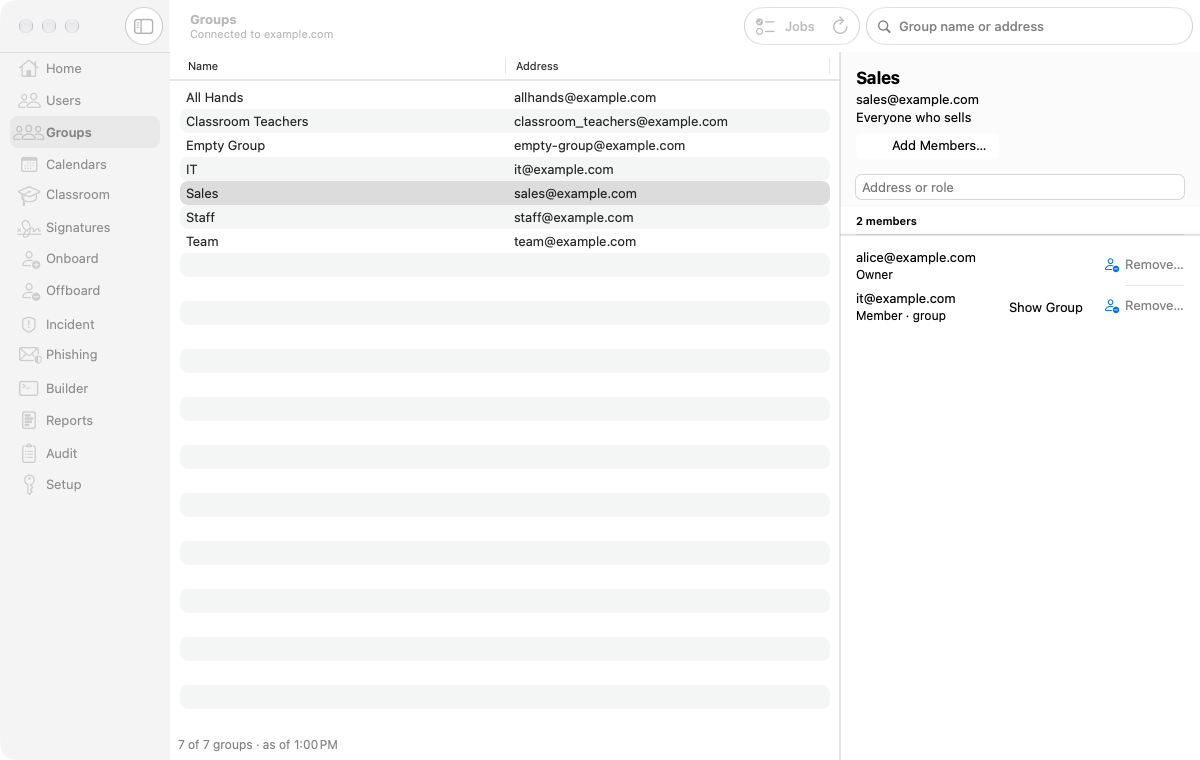 Groups
Connected to example.com
Jobs
Group name or address
Home
Users
Groups
Calendars
Classroom
Signatures
Onboard
Offboard
Incident
Phishing
Builder
Reports
Audit
Setup
Name Address
All Hands allhands@example.com
Classroom Teachers classroom_teachers@example.com
Empty Group empty-group@example.com
IT it@example.com
Sales sales@example.com
Staff staff@example.com
Team team@example.com
7 of 7 groups · as of 1:00 PM
Sales
sales@example.com
Everyone who sells
Add Members...
Address or role
2 members
alice@example.com
Owner
Remove...
it@example.com
Member · group
Show Group
Remove...